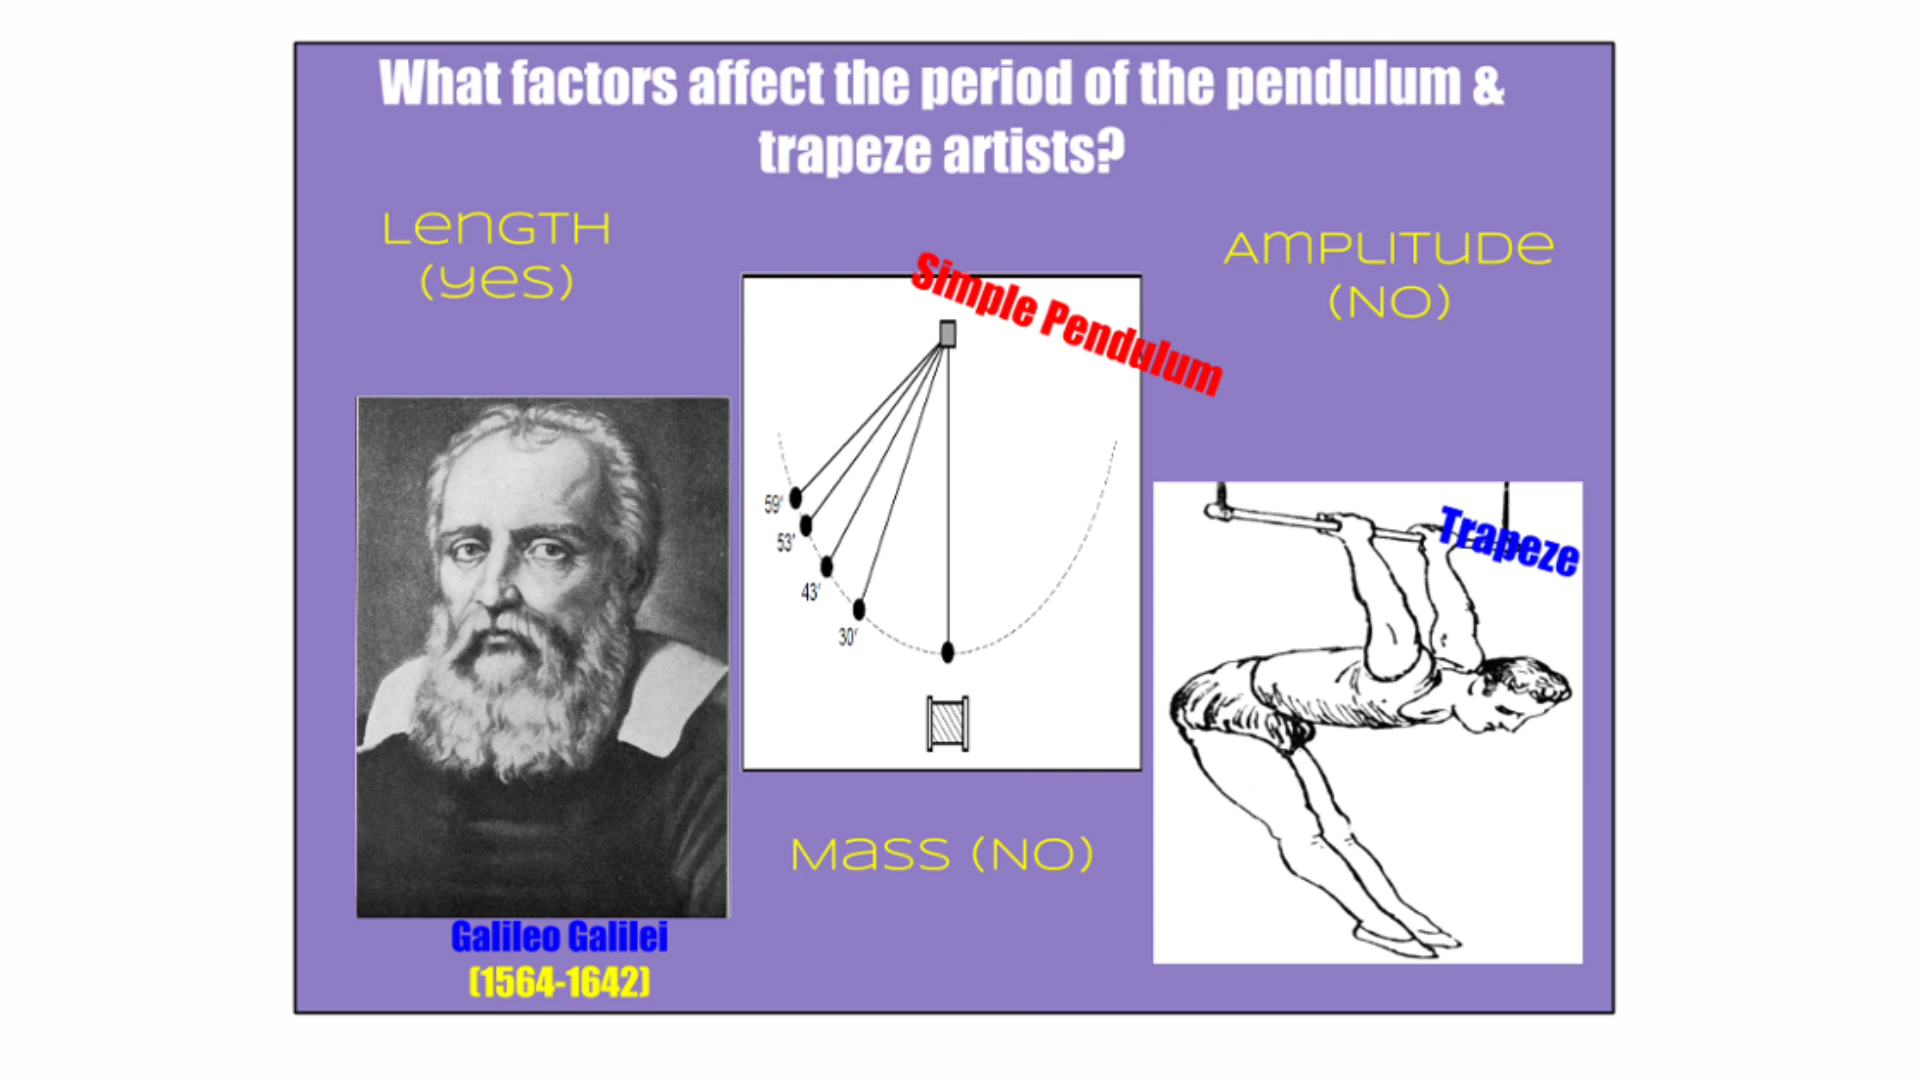 What factors affect the period of the pendulum &
trapeze artists?
LenGTH
(yes)
AmPLITUDe
(NO)
Simple Pendulum
59'
53'
43'
30'
Trapeze
Mass (NO)
Galileo Galilei
(1564-1642)